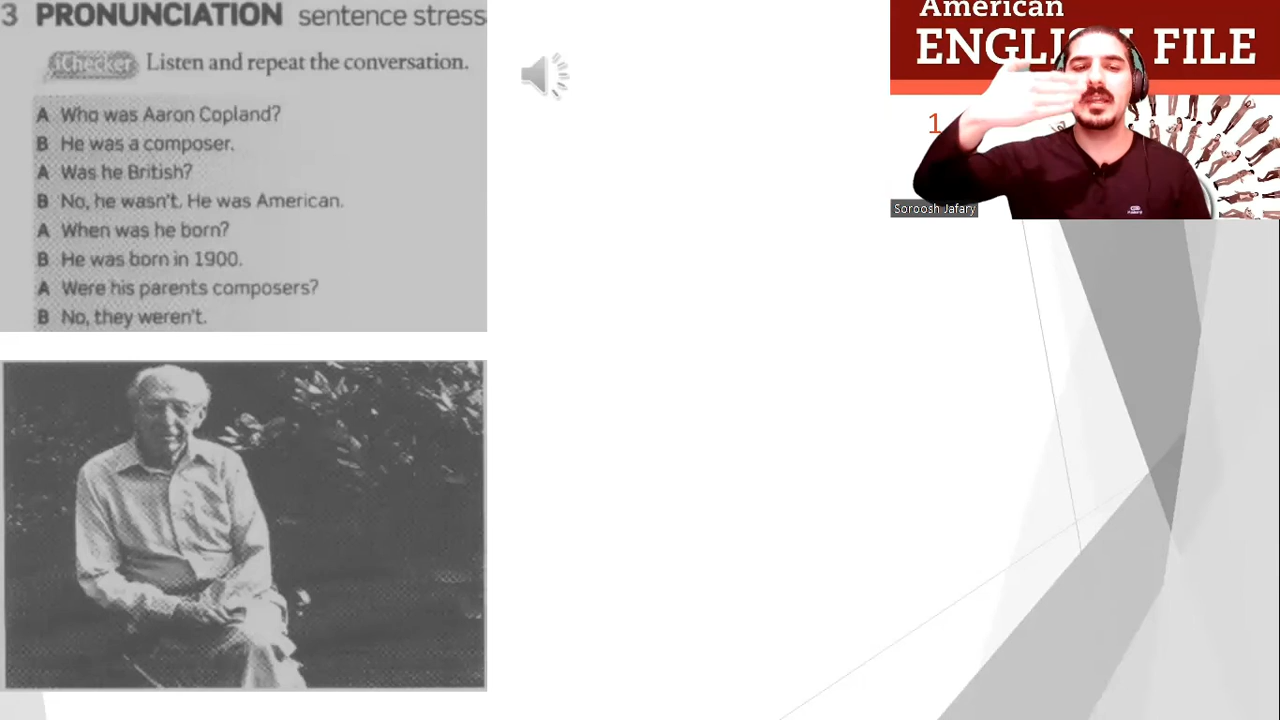 3 PRONUNCIATION sentence stress
iChecker Listen and repeat the conversation.
A Who was Aaron Copland?
B He was a composer.
A Was he British?
B No, he wasn't. He was American.
A When was he born?
B He was born in 1900.
A Were his parents composers?
B No, they weren't.
American
ENGLISH FILE
1
Soroosh Jafary